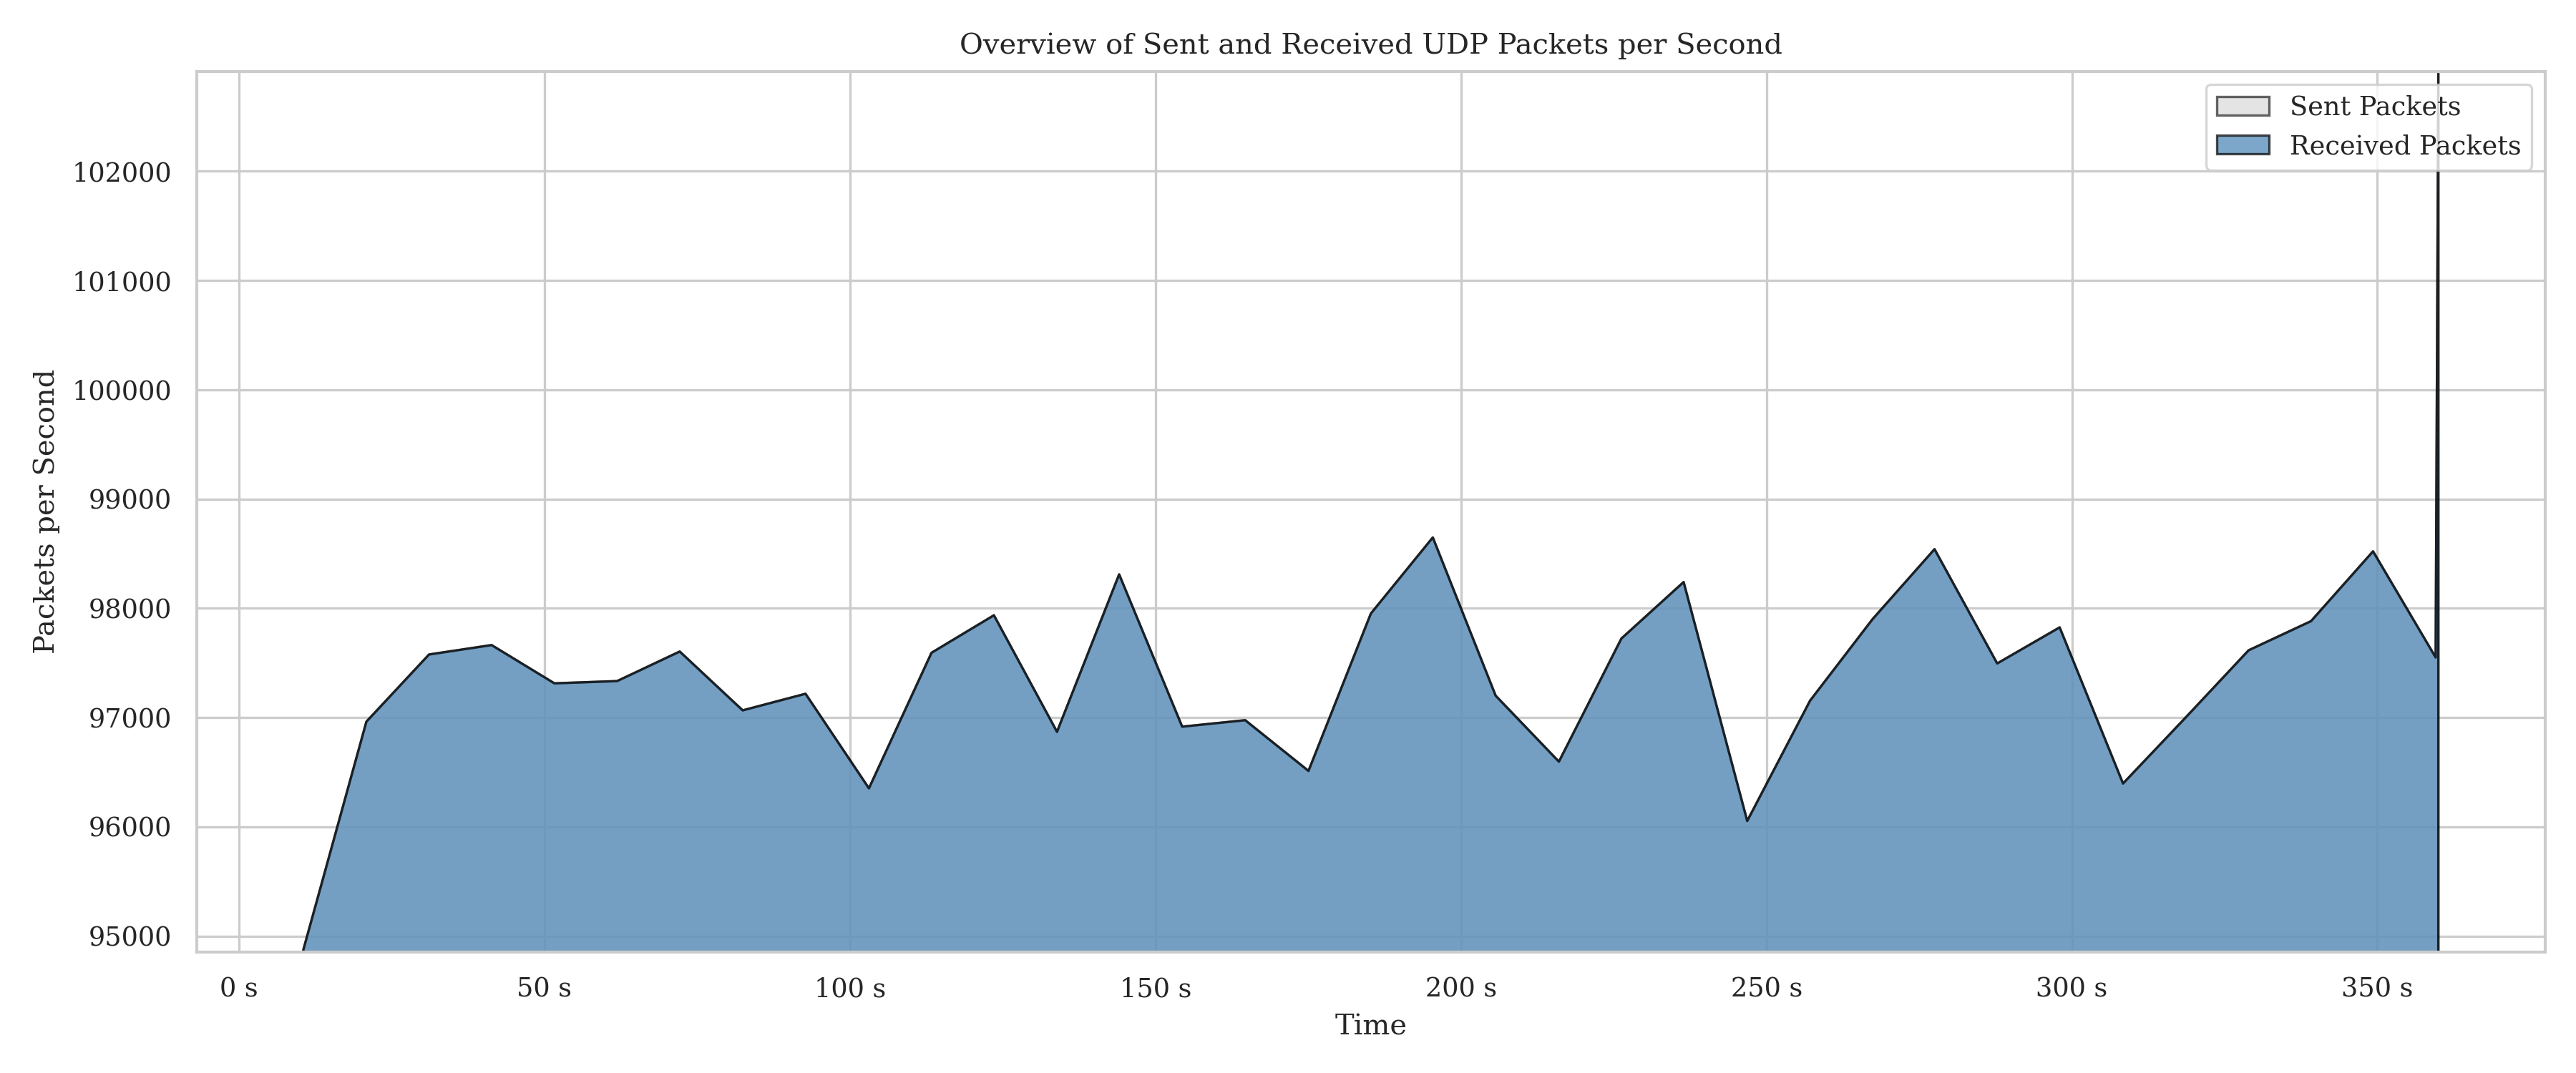 Overview of Sent and Received UDP Packets per Second
Sent Packets
Received Packets
Packets per Second
102000
101000
100000
99000
98000
97000
96000
95000
0 s
50 s
100 s
150 s
200 s
250 s
300 s
350 s
Time